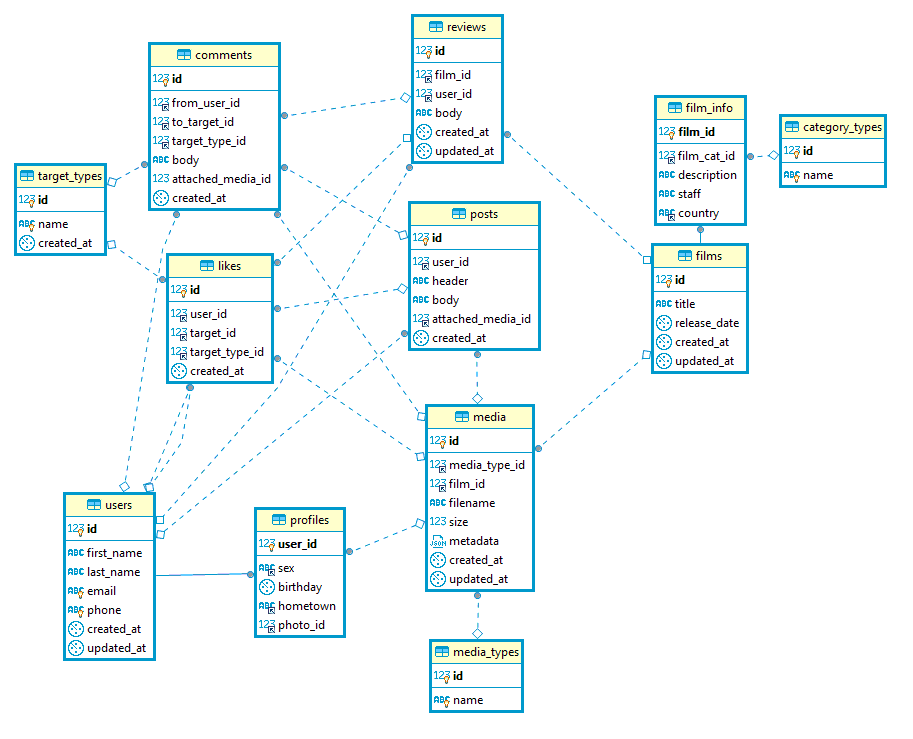 reviews
123 id
123 film_id
123 user_id
ABC body
created_at
updated_at
comments
123 id
123 from_user_id
123 to_target_id
123 target_type_id
ABC body
123 attached_media_id
created_at
film_info
123 film_id
123 film_cat_id
ABC description
ABC staff
ABC country
category_types
123 id
ABC name
target_types
123 id
ABC name
created_at
posts
123 id
123 user_id
ABC header
ABC body
123 attached_media_id
created_at
likes
123 id
123 user_id
123 target_id
123 target_type_id
created_at
films
123 id
ABC title
release_date
created_at
updated_at
media
123 id
123 media_type_id
123 film_id
ABC filename
123 size
JSON metadata
created_at
updated_at
users
123 id
ABC first_name
ABC last_name
ABC email
ABC phone
created_at
updated_at
profiles
123 user_id
ABC sex
birthday
ABC hometown
123 photo_id
media_types
123 id
ABC name